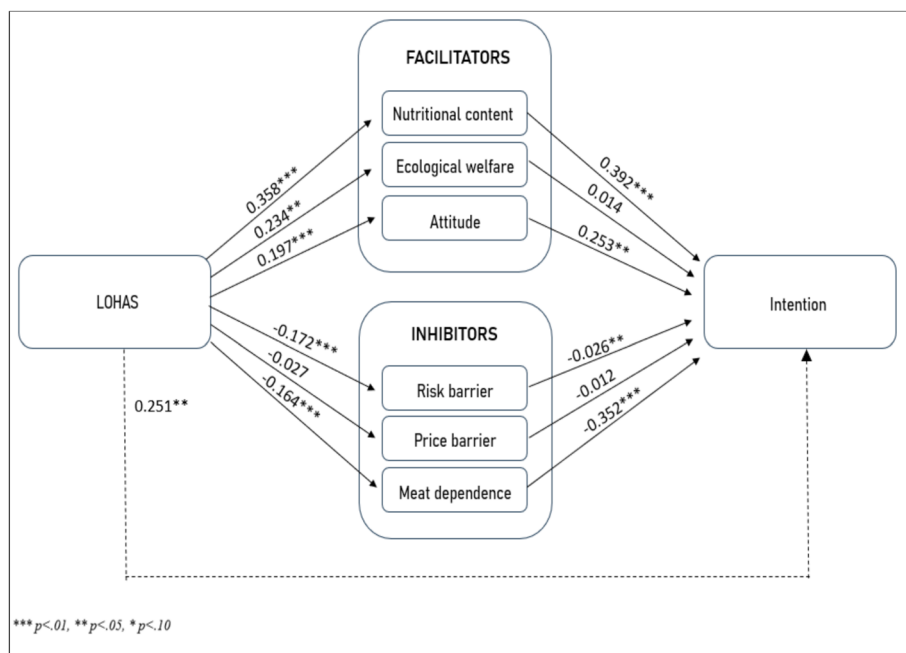 FACILITATORS
Nutritional content
Ecological welfare
Attitude
0.358***
0.234**
0.197***
0.392***
0.014
0.253**
LOHAS
Intention
INHIBITORS
Risk barrier
Price barrier
Meat dependence
-0.172***
-0.027
-0.164***
-0.026**
-0.012
-0.352***
0.251**
*** p<.01, ** p<.05, * p<.10